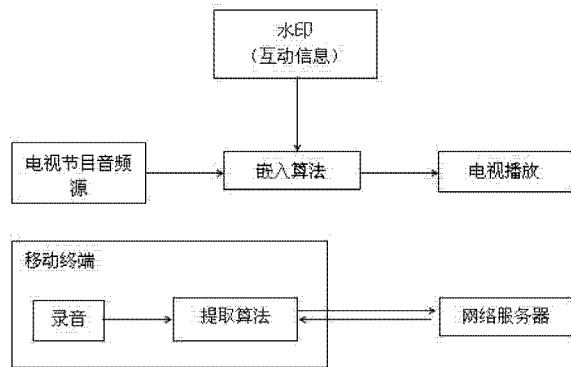 水印
（互动信息）
电视节目音频
源
嵌入算法
电视播放
移动终端
录音
提取算法
网络服务器